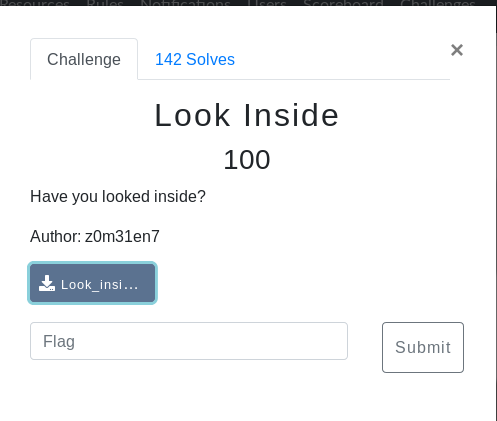 Resources Rules Notifications Users Scoreboard Challenges
Challenge 142 Solves ×
Look Inside
100
Have you looked inside?
Author: z0m31en7
Look_insi...
Flag Submit